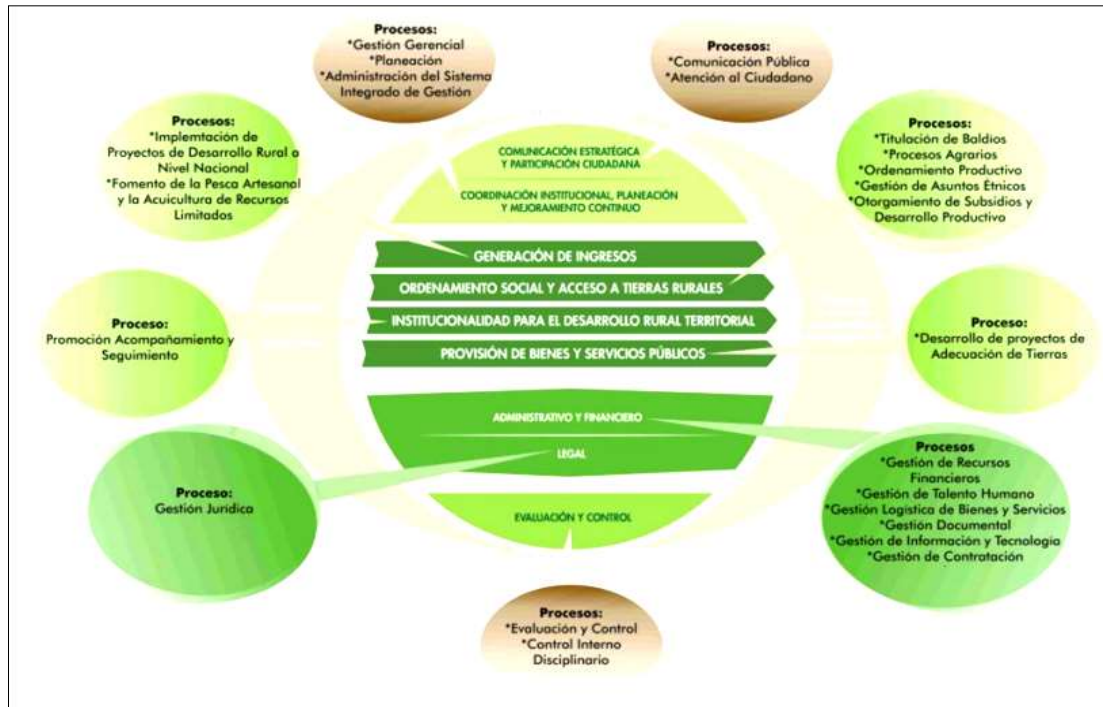 Procesos:
*Gestión Gerencial
*Planeación
*Administración del Sistema
Integrado de Gestión
Procesos:
*Comunicación Pública
*Atención al Ciudadano
Procesos:
*Implemtación de
Proyectos de Desarrollo Rural a
Nivel Nacional
*Fomento de la Pesca Artesanal
y la Acuicultura de Recursos
Limitados
Procesos:
*Titulación de Baldíos
*Procesos Agrarios
*Ordenamiento Productivo
*Gestión de Asuntos Étnicos
*Otorgamiento de Subsidios y
Desarrollo Productivo
COMUNICACIÓN ESTRATÉGICA
Y PARTICIPACIÓN CIUDADANA
COORDINACIÓN INSTITUCIONAL, PLANEACIÓN
Y MEJORAMIENTO CONTINUO
GENERACIÓN DE INGRESOS
ORDENAMIENTO SOCIAL Y ACCESO A TIERRAS RURALES
INSTITUCIONALIDAD PARA EL DESARROLLO RURAL TERRITORIAL
PROVISIÓN DE BIENES Y SERVICIOS PÚBLICOS
Proceso:
Promoción Acompañamiento y
Seguimiento
Proceso:
*Desarrollo de proyectos de
Adecuación de Tierras
ADMINISTRATIVO Y FINANCIERO
LEGAL
Proceso:
Gestión Jurídica
Procesos
*Gestión de Recursos
Financieros
*Gestión de Talento Humano
*Gestión Logística de Bienes y Servicios
*Gestión Documental
*Gestión de Información y Tecnología
*Gestión de Contratación
EVALUACIÓN Y CONTROL
Procesos:
*Evaluación y Control
*Control Interno
Disciplinario